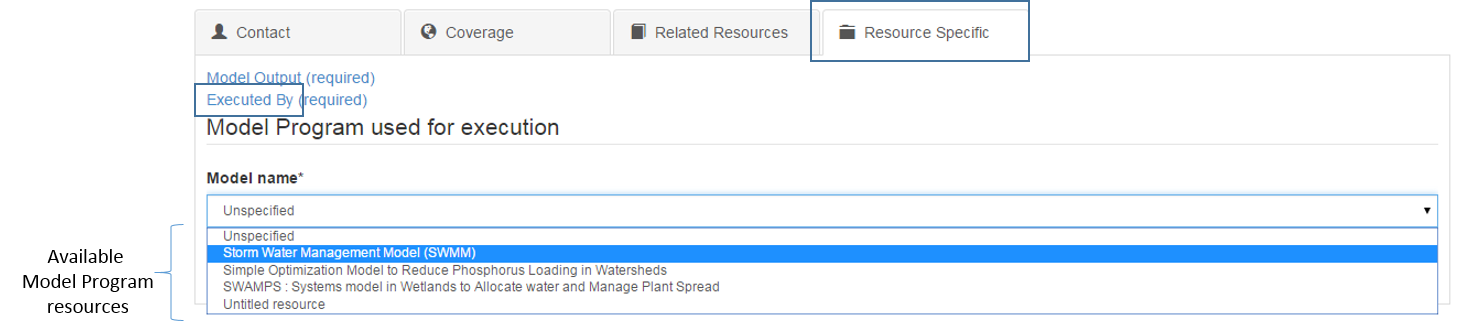 Contact Coverage Related Resources Resource Specific
Model Output (required)
Executed By (required)
Model Program used for execution
Model name*
Unspecified
Unspecified
Storm Water Management Model (SWMM)
Simple Optimization Model to Reduce Phosphorus Loading in Watersheds
SWAMPS : Systems model in Wetlands to Allocate water and Manage Plant Spread
Untitled resource
Available
Model Program
resources